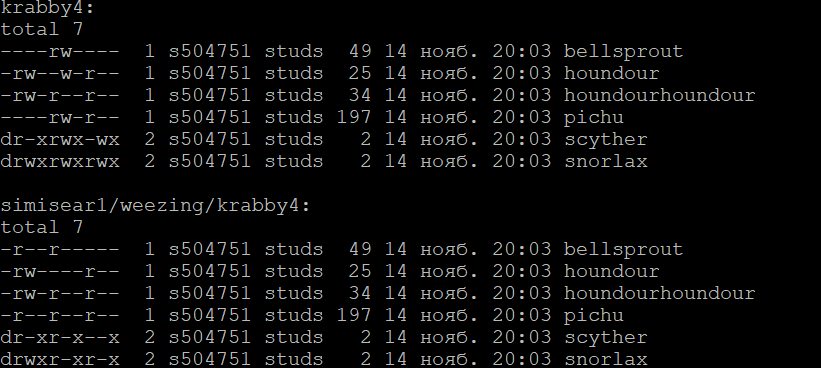 krabby4:
total 7
----rw----  1 s504751 studs  49 14 нояб. 20:03 bellsprout
-rw--w-r--  1 s504751 studs  25 14 нояб. 20:03 houndour
-rw-r--r--  1 s504751 studs  34 14 нояб. 20:03 houndourhoundour
----rw-r--  1 s504751 studs 197 14 нояб. 20:03 pichu
dr-xrwx-wx  2 s504751 studs   2 14 нояб. 20:03 scyther
drwxrwxrwx  2 s504751 studs   2 14 нояб. 20:03 snorlax
simisear1/weezing/krabby4:
total 7
-r--r-----  1 s504751 studs  49 14 нояб. 20:03 bellsprout
-rw----r--  1 s504751 studs  25 14 нояб. 20:03 houndour
-rw-r--r--  1 s504751 studs  34 14 нояб. 20:03 houndourhoundour
-r--r--r--  1 s504751 studs 197 14 нояб. 20:03 pichu
dr-xr-x--x  2 s504751 studs   2 14 нояб. 20:03 scyther
drwxr-xr-x  2 s504751 studs   2 14 нояб. 20:03 snorlax